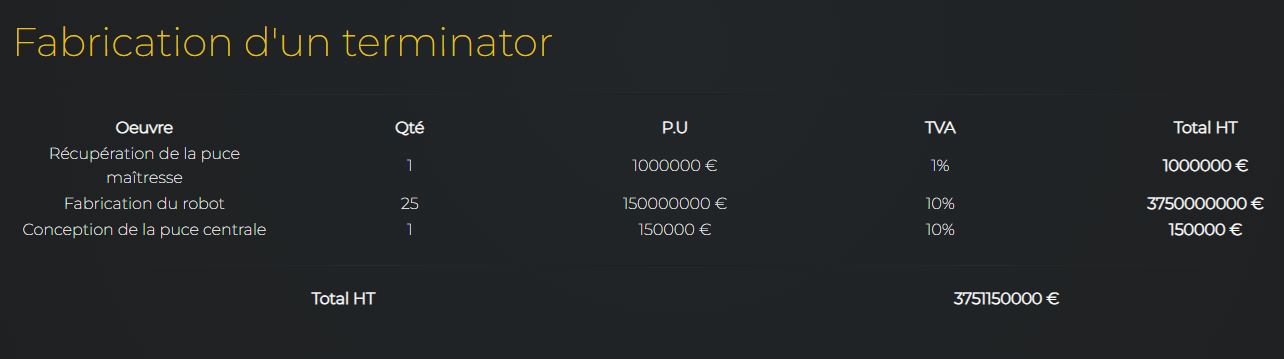 Fabrication d'un terminator
Oeuvre Qté P.U TVA Total HT
Récupération de la puce
maîtresse 1 1000000 € 1% 1000000 €
Fabrication du robot 25 150000000 € 10% 3750000000 €
Conception de la puce centrale 1 150000 € 10% 150000 €
Total HT 3751150000 €